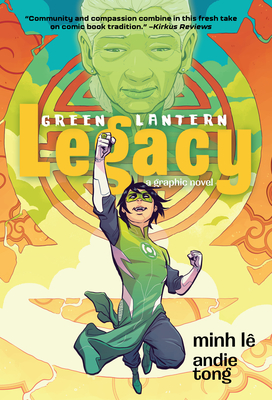 “Community and compassion combine in this fresh take
on comic book tradition.” —Kirkus Reviews
GREEN LANTERN
Legacy
a graphic novel
minh lê
andie
tong